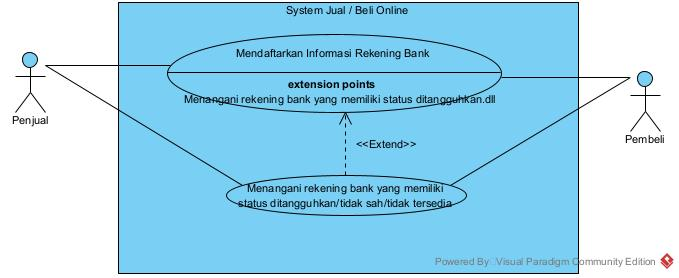 System Jual / Beli Online
Mendaftarkan Informasi Rekening Bank
extension points
Menangani rekening bank yang memiliki status ditangguhkan.dll
Penjual
Pembeli
<<Extend>>
Menangani rekening bank yang memiliki
status ditangguhkan/tidak sah/tidak tersedia
Powered By Visual Paradigm Community Edition